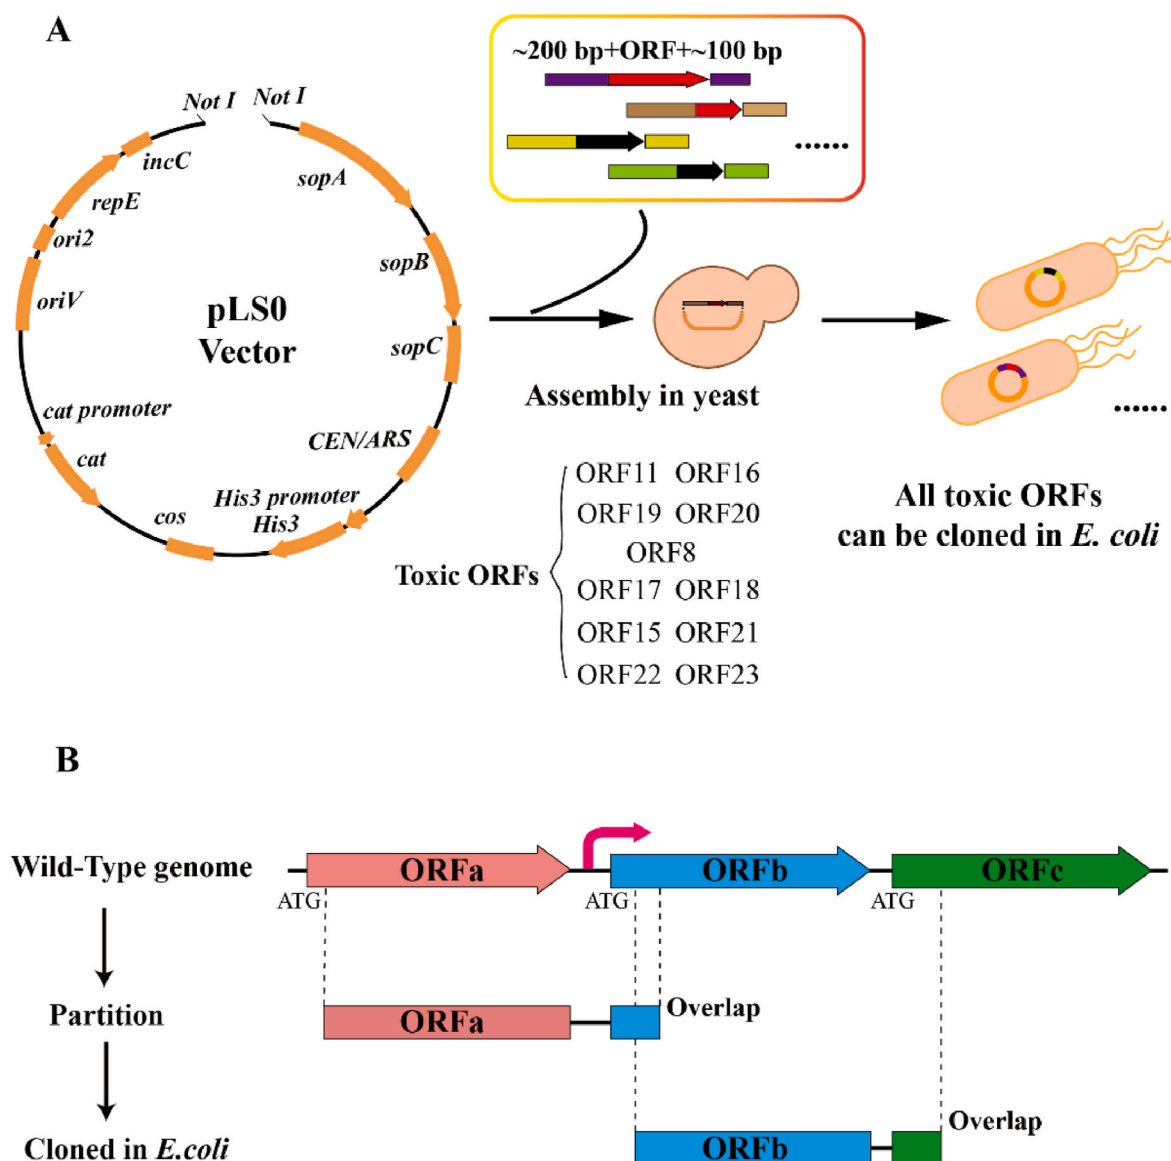 A
~200 bp+ORF+~100 bp
......
Not I Not I
incC
sopA
repE
ori2
sopB
oriV
pLS0
Vector
sopC
cat promoter
CEN/ARS
cat
His3 promoter
His3
cos
Assembly in yeast
......
Toxic ORFs
ORF11 ORF16
ORF19 ORF20
ORF8
ORF17 ORF18
ORF15 ORF21
ORF22 ORF23
All toxic ORFs
can be cloned in E. coli
B
Wild-Type genome
ORFa ORFb ORFc
ATG ATG ATG
Partition
ORFa Overlap
Cloned in E.coli
ORFb Overlap